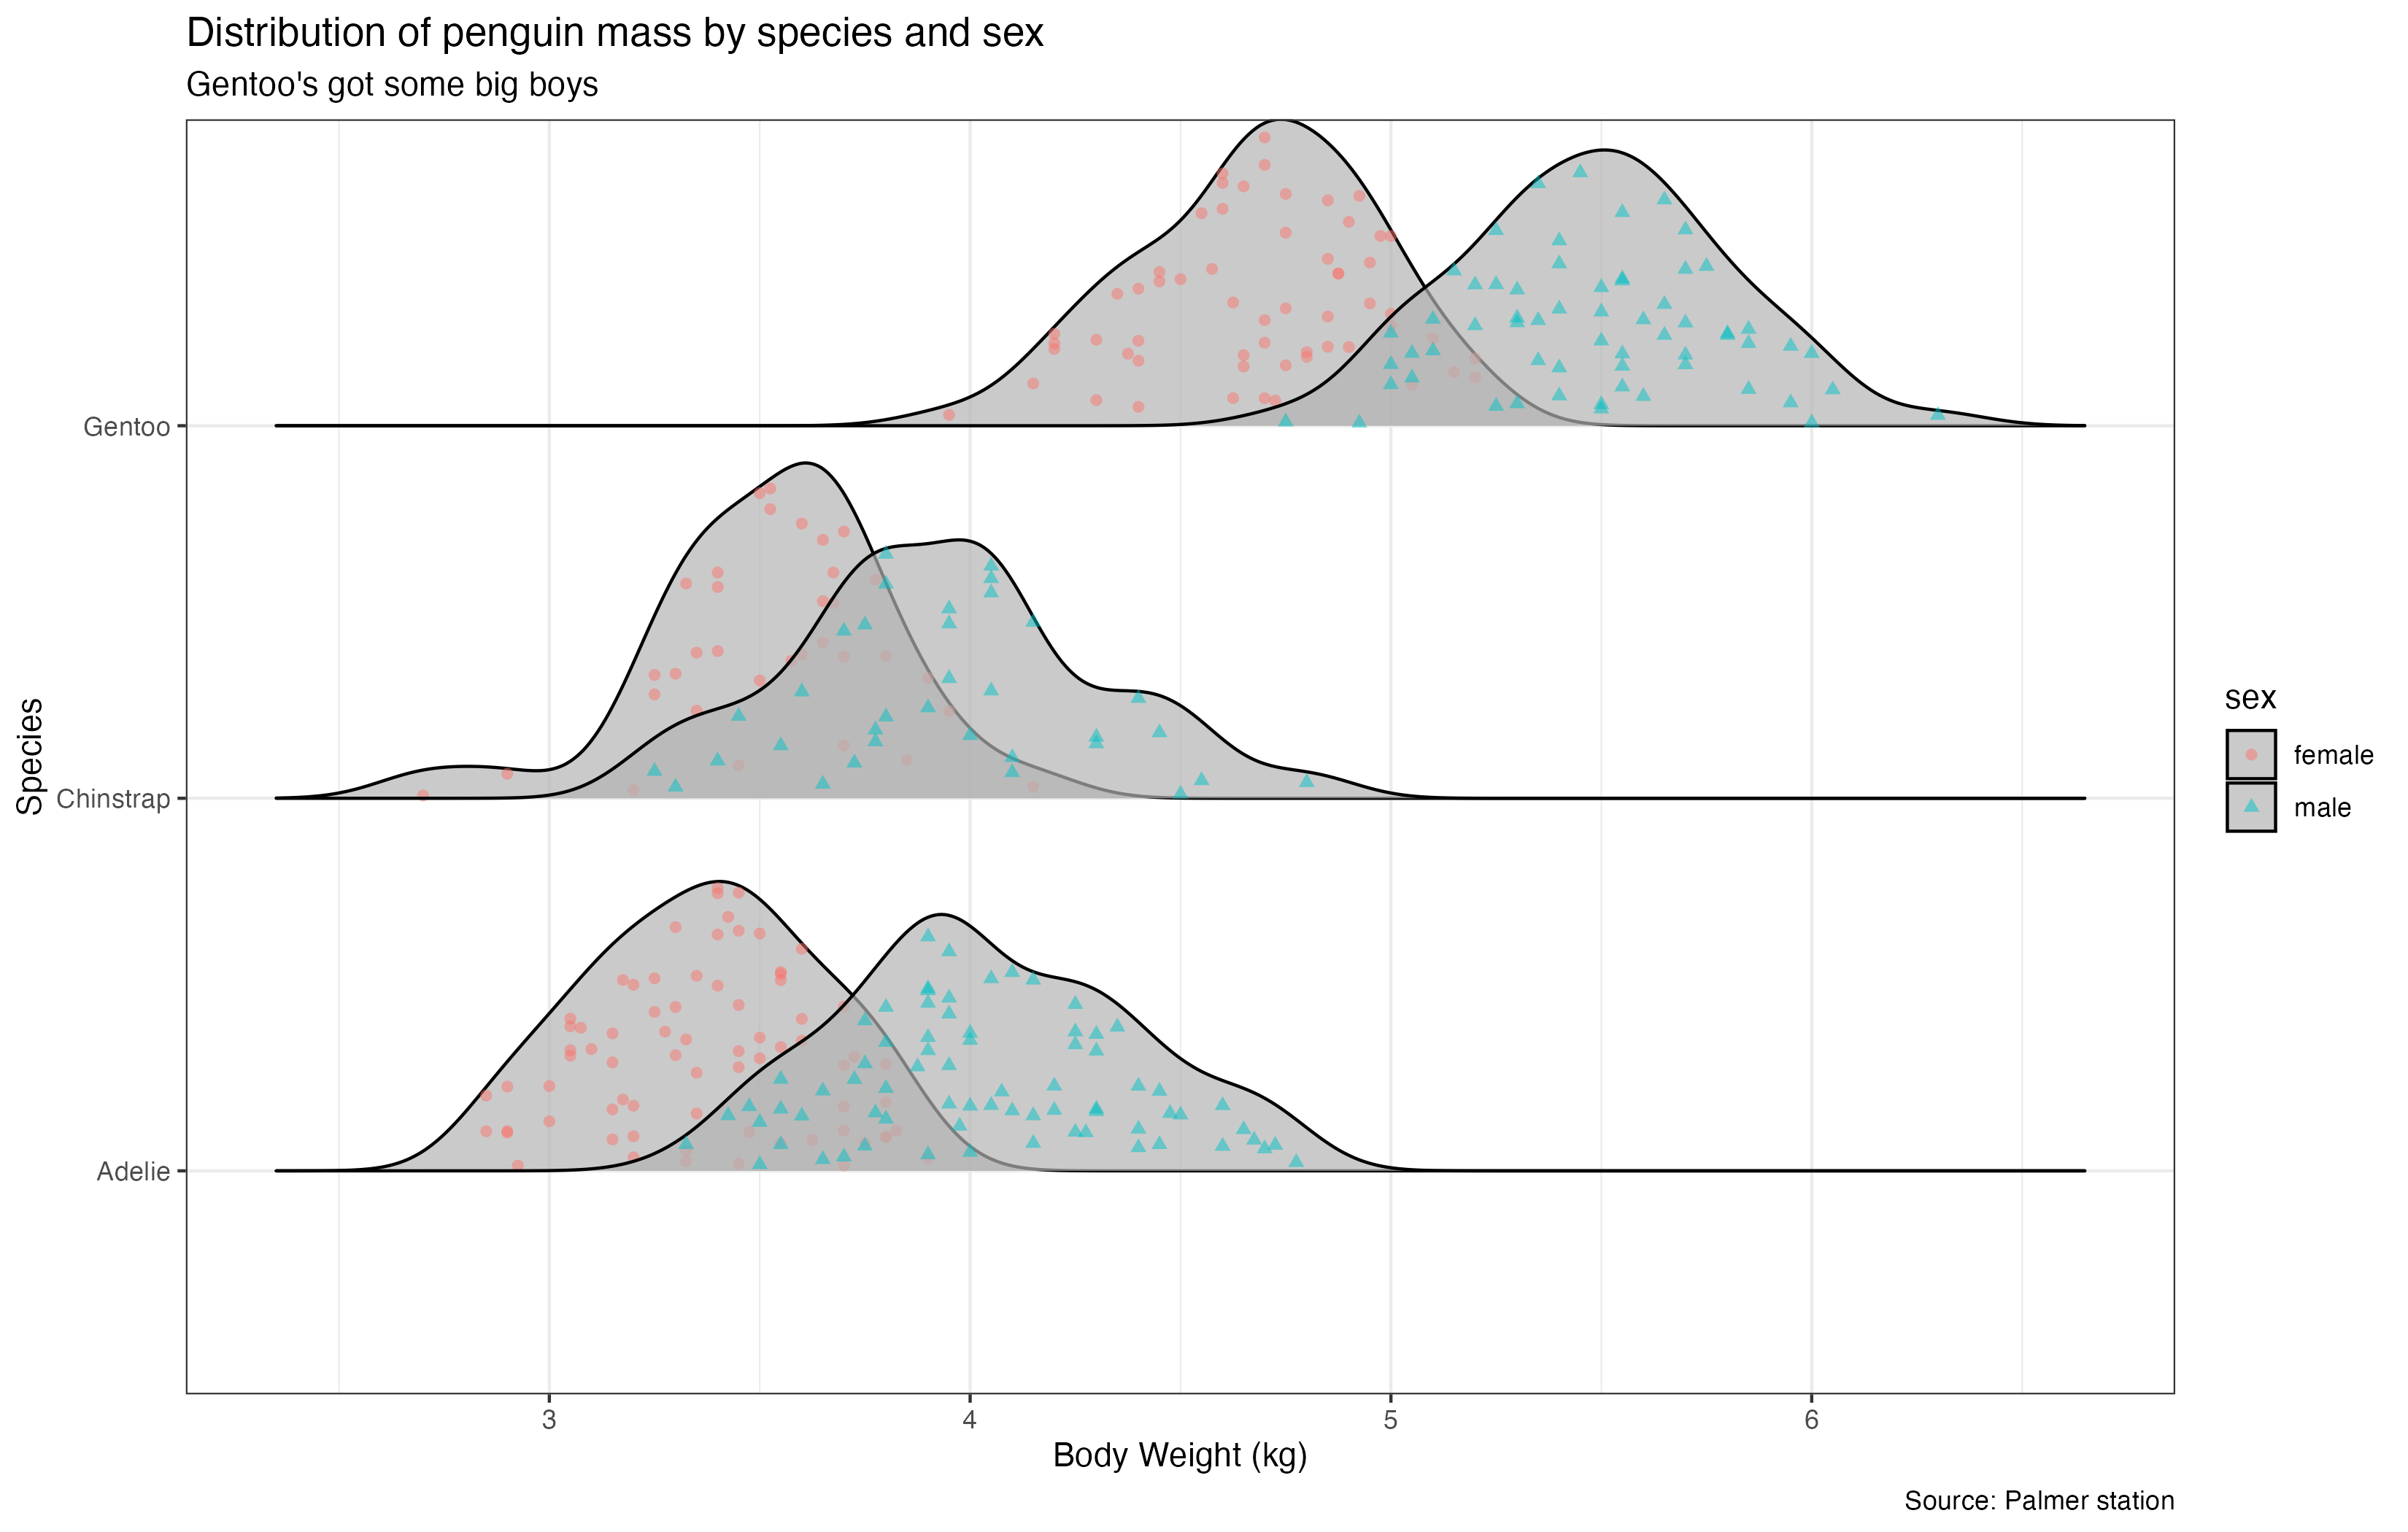 Distribution of penguin mass by species and sex
Gentoo's got some big boys
Gentoo
Chinstrap
Adelie
Species
3
4
5
6
Body Weight (kg)
sex
female
male
Source: Palmer station